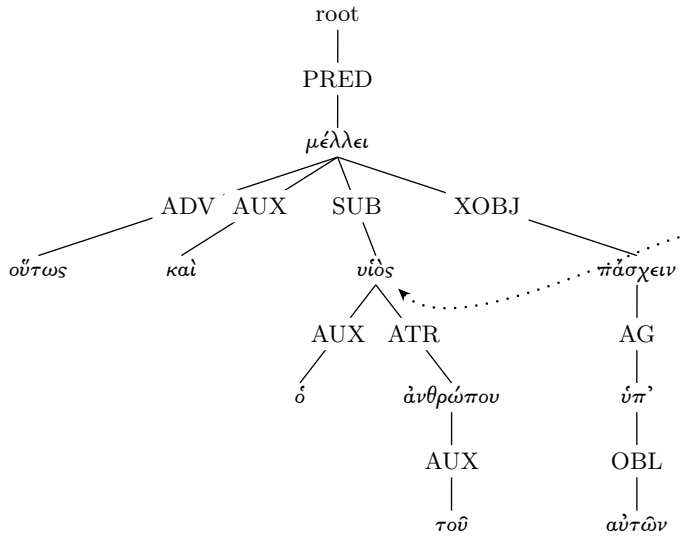 root
PRED
μέλλει
ADV AUX SUB XOBJ
οὕτως καὶ υἱὸς πάσχειν
AUX ATR AG
ὁ ἀνθρώπου ὑπ’
AUX OBL
τοῦ αὐτῶν